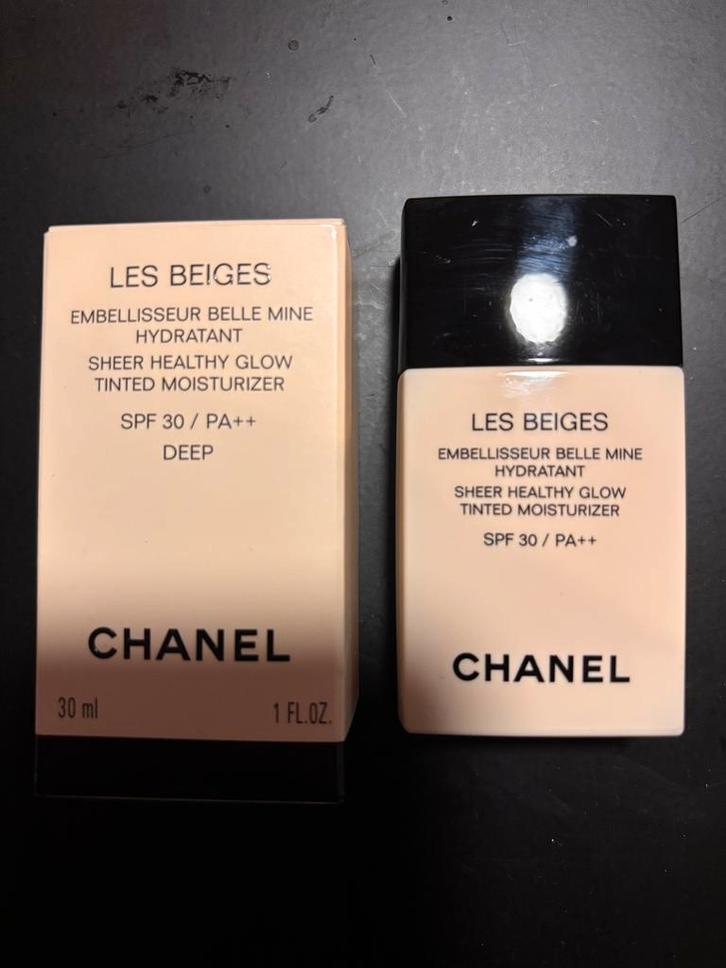 LES BEIGES
EMBELLISSEUR BELLE MINE
HYDRATANT
SHEER HEALTHY GLOW
TINTED MOISTURIZER
SPF 30 / PA++
DEEP
CHANEL
30 ml
1 FL.OZ.
LES BEIGES
EMBELLISSEUR BELLE MINE
HYDRATANT
SHEER HEALTHY GLOW
TINTED MOISTURIZER
SPF 30 / PA++
CHANEL